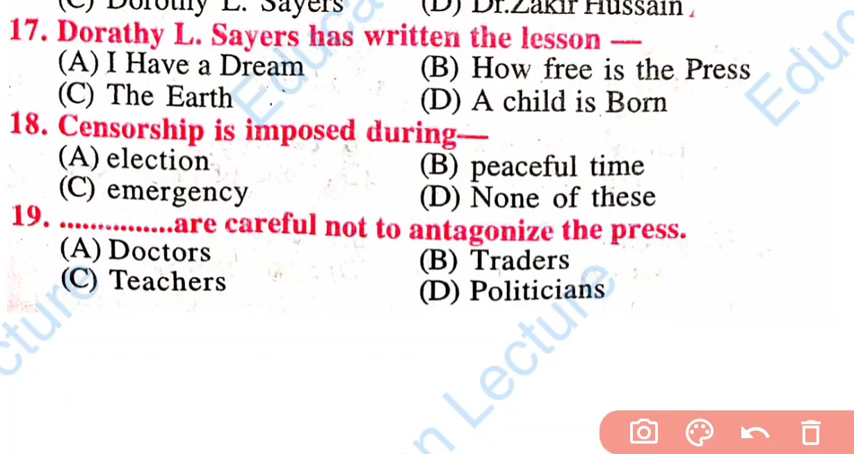 (C) Dorothy L. Sayers (D) Dr.Zakir Hussain
17. Dorathy L. Sayers has written the lesson —
(A) I Have a Dream (B) How free is the Press
(C) The Earth (D) A child is Born
18. Censorship is imposed during—
(A) election (B) peaceful time
(C) emergency (D) None of these
19. ...............are careful not to antagonize the press.
(A) Doctors (B) Traders
(C) Teachers (D) Politicians
Lecture